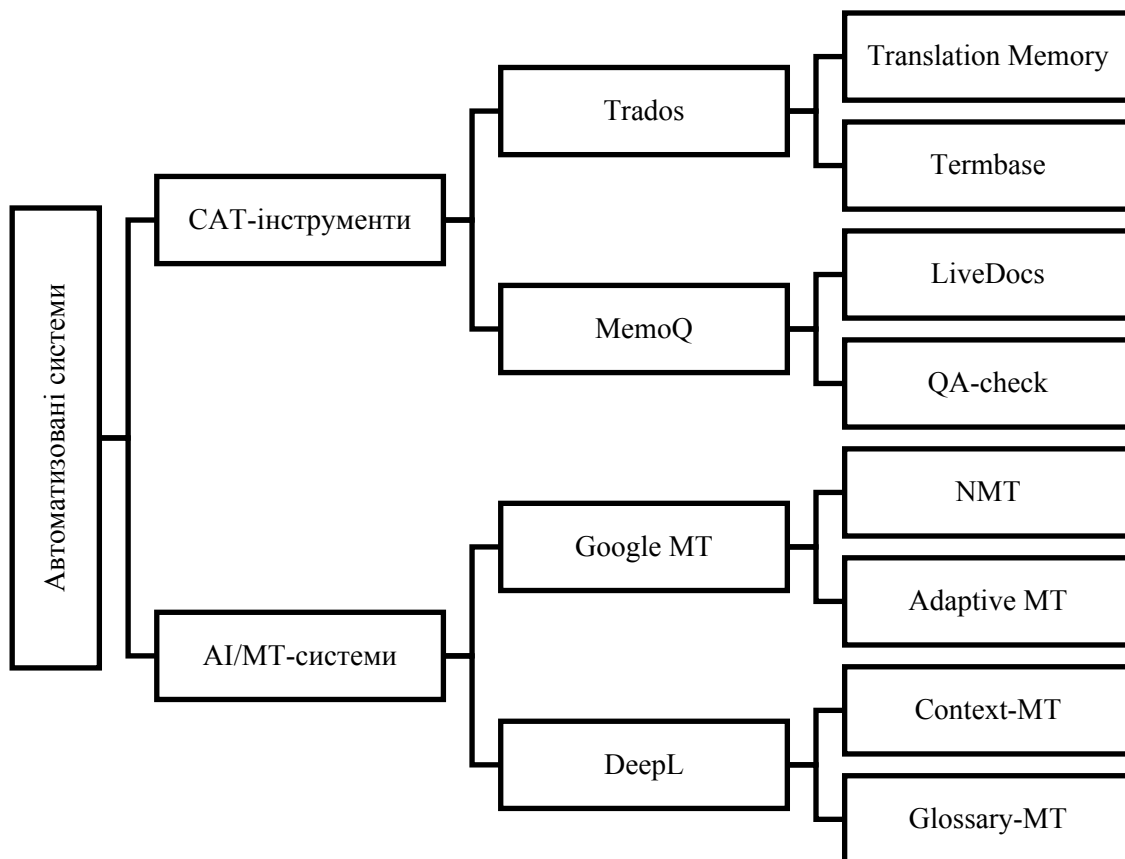 Автоматизовані системи
CAT-інструменти
Trados
Translation Memory
Termbase
MemoQ
LiveDocs
QA-check
AI/MT-системи
Google MT
NMT
Adaptive MT
DeepL
Context-MT
Glossary-MT